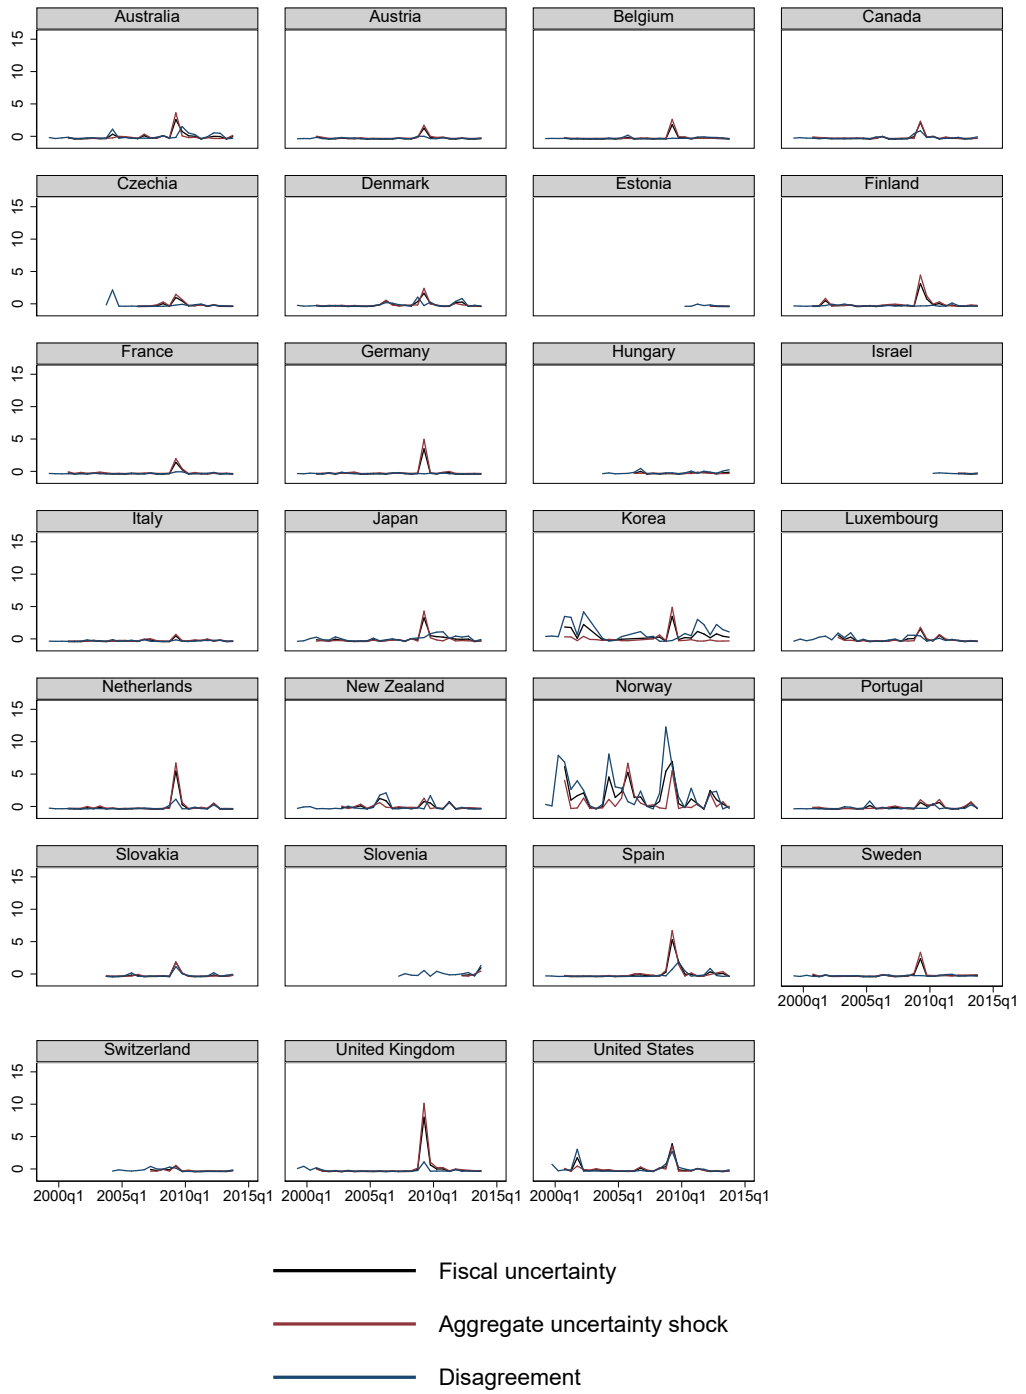 Australia Austria Belgium Canada
15
10
5
0
Czechia Denmark Estonia Finland
15
10
5
0
France Germany Hungary Israel
15
10
5
0
Italy Japan Korea Luxembourg
15
10
5
0
Netherlands New Zealand Norway Portugal
15
10
5
0
Slovakia Slovenia Spain Sweden
15
10
5
0
2000q1 2005q1 2010q1 2015q1
Switzerland United Kingdom United States
15
10
5
0
2000q1 2005q1 2010q1 2015q1 2000q1 2005q1 2010q1 2015q1 2000q1 2005q1 2010q1 2015q1
Fiscal uncertainty
Aggregate uncertainty shock
Disagreement